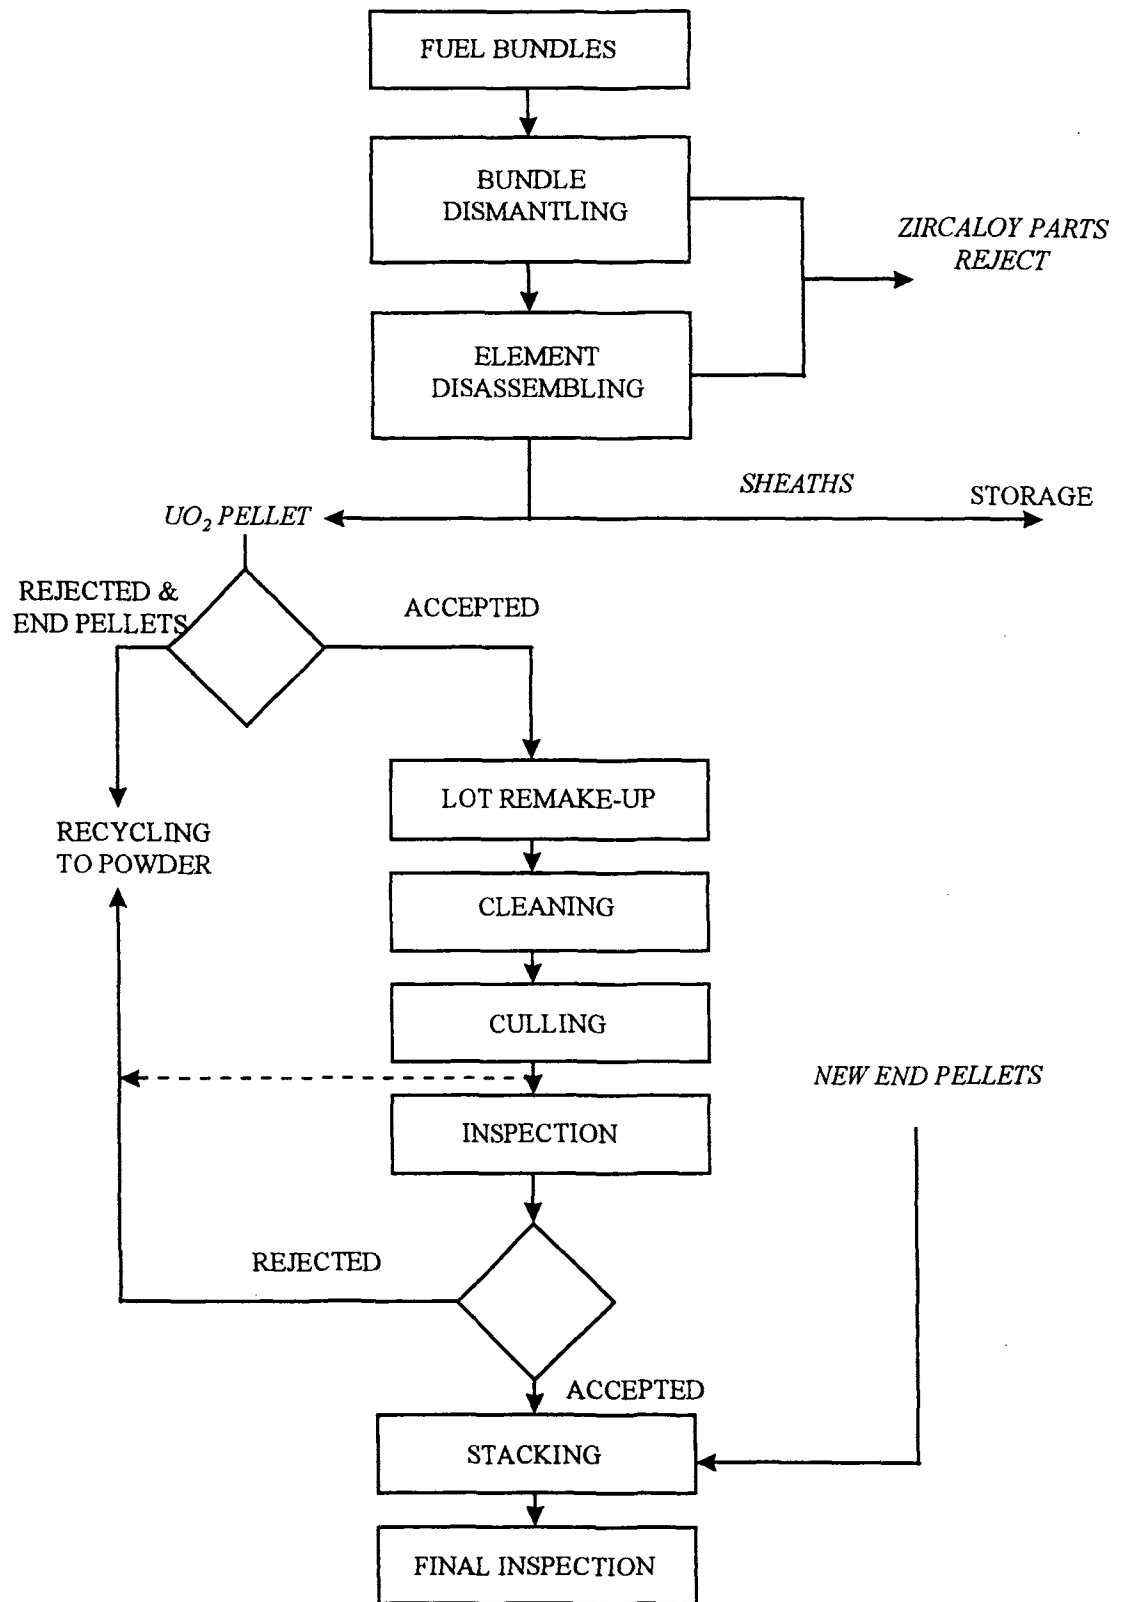 FUEL BUNDLES
BUNDLE
DISMANTLING
ZIRCALOY PARTS
REJECT
ELEMENT
DISASSEMBLING
SHEATHS
STORAGE
UO₂ PELLET
REJECTED &
END PELLETS
ACCEPTED
LOT REMAKE-UP
RECYCLING
TO POWDER
CLEANING
CULLING
NEW END PELLETS
INSPECTION
REJECTED
ACCEPTED
STACKING
FINAL INSPECTION